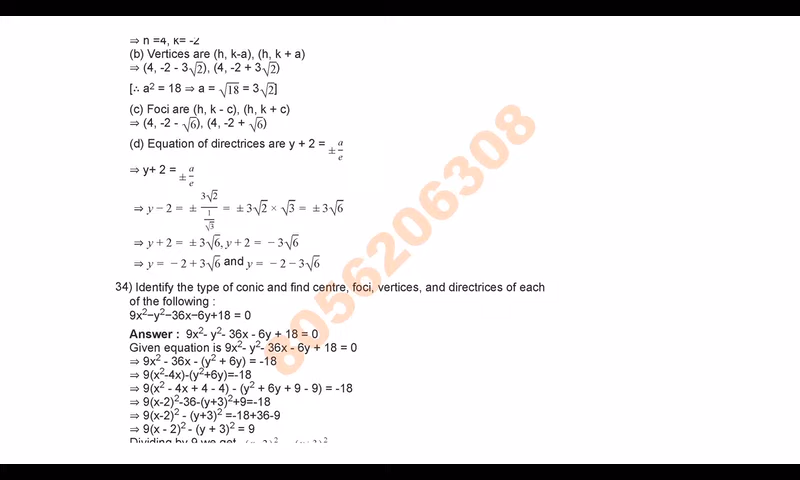 ⇒ h =4, k= -2
(b) Vertices are (h, k-a), (h, k + a)
⇒ (4, -2 - 3√2), (4, -2 + 3√2)
[∴ a² = 18 ⇒ a = √18 = 3√2]
(c) Foci are (h, k - c), (h, k + c)
⇒ (4, -2 - √6), (4, -2 + √6)
(d) Equation of directrices are y + 2 = ± a/e
⇒ y+ 2 = ± a/e
⇒ y − 2 = ± 3√2 / (1/√3) = ± 3√2 × √3 = ± 3√6
⇒ y + 2 = ± 3√6, y + 2 = − 3√6
⇒ y = − 2 + 3√6 and y = − 2 − 3√6
34) Identify the type of conic and find centre, foci, vertices, and directrices of each
of the following :
9x²−y²−36x−6y+18 = 0
Answer : 9x²- y²- 36x - 6y + 18 = 0
Given equation is 9x²- y²- 36x - 6y + 18 = 0
⇒ 9x² - 36x - (y² + 6y) = -18
⇒ 9(x²-4x)-(y²+6y)=-18
⇒ 9(x² - 4x + 4 - 4) - (y² + 6y + 9 - 9) = -18
⇒ 9(x-2)²-36-(y+3)²+9=-18
⇒ 9(x-2)² - (y+3)² =-18+36-9
⇒ 9(x - 2)² - (y + 3)² = 9
Dividing by 9 we get,
8056206308